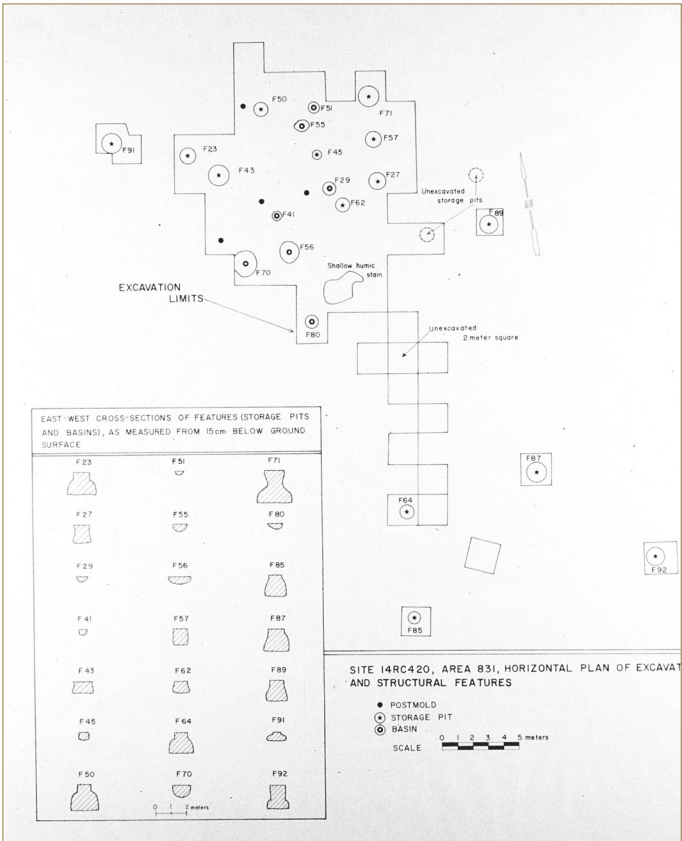 F50
F51
F71
F55
F57
F91
F23
F45
F43
F29
F27
Unexcavated
storage pits
F62
F41
F89
F56
F70
Shallow humic
stain
EXCAVATION
LIMITS
F80
Unexcavated
2 meter square
F87
F64
F92
F85
EAST-WEST CROSS-SECTIONS OF FEATURES (STORAGE PITS
AND BASINS), AS MEASURED FROM 15cm BELOW GROUND
SURFACE
F23 F51 F71
F27 F55 F80
F29 F56 F85
F41 F57 F87
F43 F62 F89
F45 F64 F91
F50 F70 F92
0 1 2 meters
SITE 14RC420, AREA 831, HORIZONTAL PLAN OF EXCAVAT
AND STRUCTURAL FEATURES
POSTMOLD
STORAGE PIT
BASIN
SCALE 0 1 2 3 4 5 meters